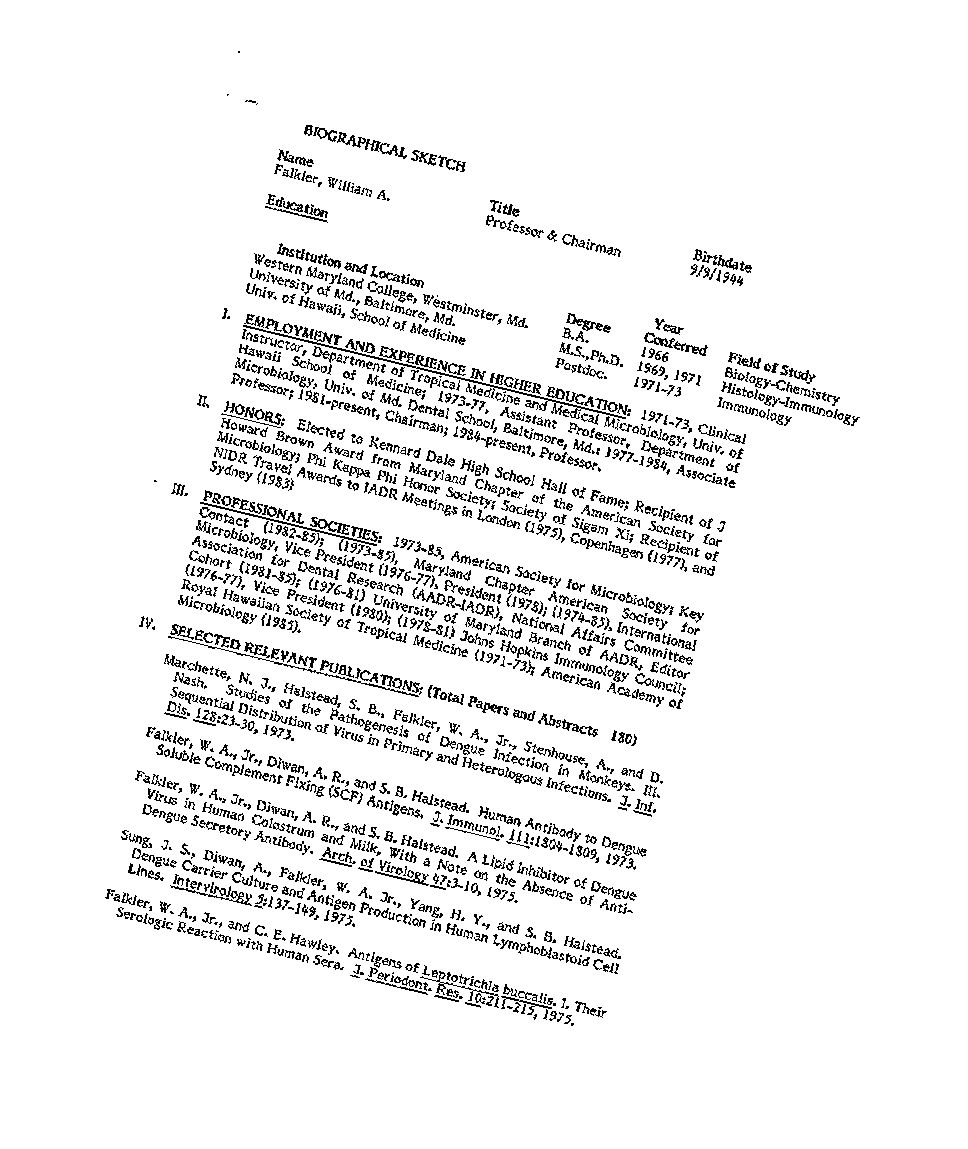 BIOGRAPHICAL SKETCH
Name Title Birthdate
Falkler, William A. Professor & Chairman 9/9/1944
Education
Institution and Location Degree Year Conferred Field of Study
Western Maryland College, Westminster, Md. B.A. 1966 Biology-Chemistry
University of Md., Baltimore, Md. M.S.,Ph.D. 1969, 1971 Histology-Immunology
Univ. of Hawaii, School of Medicine Postdoc. 1971-73 Immunology
I. EMPLOYMENT AND EXPERIENCE IN HIGHER EDUCATION: 1971-73, Clinical
Instructor, Department of Tropical Medicine and Medical Microbiology, Univ. of
Hawaii School of Medicine; 1973-77, Assistant Professor, Department of
Microbiology, Univ. of Md. Dental School, Baltimore, Md.: 1977-1984, Associate
Professor; 1981-present, Chairman; 1984-present, Professor.
II. HONORS: Elected to Kennard Dale High School Hall of Fame; Recipient of J
Howard Brown Award from Maryland Chapter of the American Society for
Microbiology; Phi Kappa Phi Honor Society; Society of Sigam Xi; Recipient of
NIDR Travel Awards to IADR Meetings in London (1975), Copenhagen (1977), and
Sydney (1983)
III. PROFESSIONAL SOCIETIES: 1973-85, American Society for Microbiology; Key
Contact (1982-85); (1973-85), Maryland Chapter American Society for
Microbiology, Vice President (1976-77), President (1978); (1974-85), International
Association for Dental Research (AADR-IADR), National Affairs Committee
Cohort (1981-85); (1976-81) University of Maryland Branch of AADR, Editor
(1976-77), Vice President (1980); (1978-81) Johns Hopkins Immunology Council;
Royal Hawaiian Society of Tropical Medicine (1971-73); American Academy of
Microbiology (1985).
IV. SELECTED RELEVANT PUBLICATIONS: (Total Papers and Abstracts 180)
Marchette, N. J., Halstead, S. B., Falkler, W. A., Jr., Stenhouse, A., and D.
Nash. Studies of the Pathogenesis of Dengue Infection in Monkeys. III.
Sequential Distribution of Virus in Primary and Heterologous Infections. J. Inf.
Dis. 128:23-30, 1973.
Falkler, W. A., Jr., Diwan, A. R., and S. B. Halstead. Human Antibody to Dengue
Soluble Complement Fixing (SCF) Antigens. J. Immunol. 111:1804-1809, 1973.
Falkler, W. A., Jr., Diwan, A. R., and S. B. Halstead. A Lipid Inhibitor of Dengue
Virus in Human Colostrum and Milk, With a Note on the Absence of Anti-
Dengue Secretory Antibody. Arch. of Virology 47:3-10, 1975.
Sung, J. S., Diwan, A., Falkler, W. A. Jr., Yang, H. Y., and S. B. Halstead.
Dengue Carrier Culture and Antigen Production in Human Lymphoblastoid Cell
Lines. Intervirology 5:137-149, 1975.
Falkler, W. A., Jr., and C. E. Hawley. Antigens of Leptotrichia buccalis. I. Their
Serologic Reaction with Human Sera. J. Periodont. Res. 10:211-215, 1975.